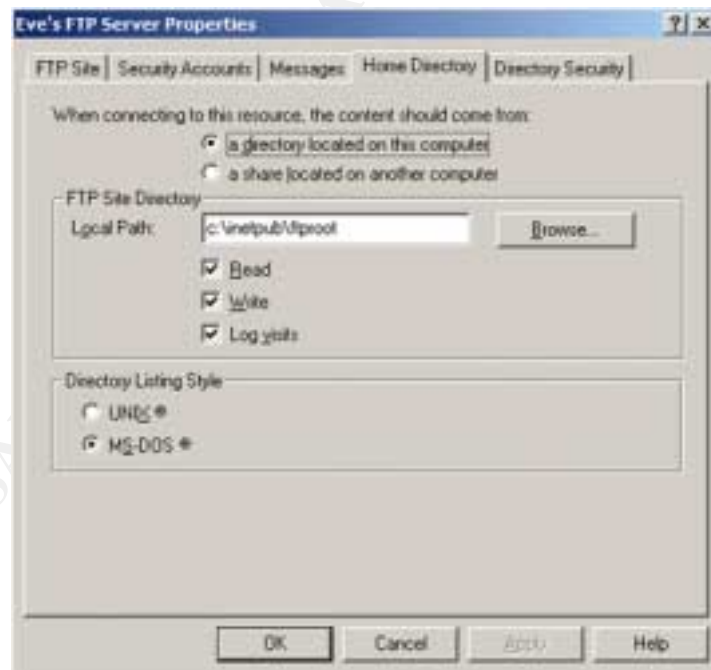 Eve's FTP Server Properties
FTP Site Security Accounts Messages Home Directory Directory Security
When connecting to this resource, the content should come from:
a directory located on this computer
a share located on another computer
FTP Site Directory
Local Path: c:\inetpub\ftproot Browse...
Read
Write
Log visits
Directory Listing Style
UNIX ®
MS-DOS ®
OK Cancel Apply Help